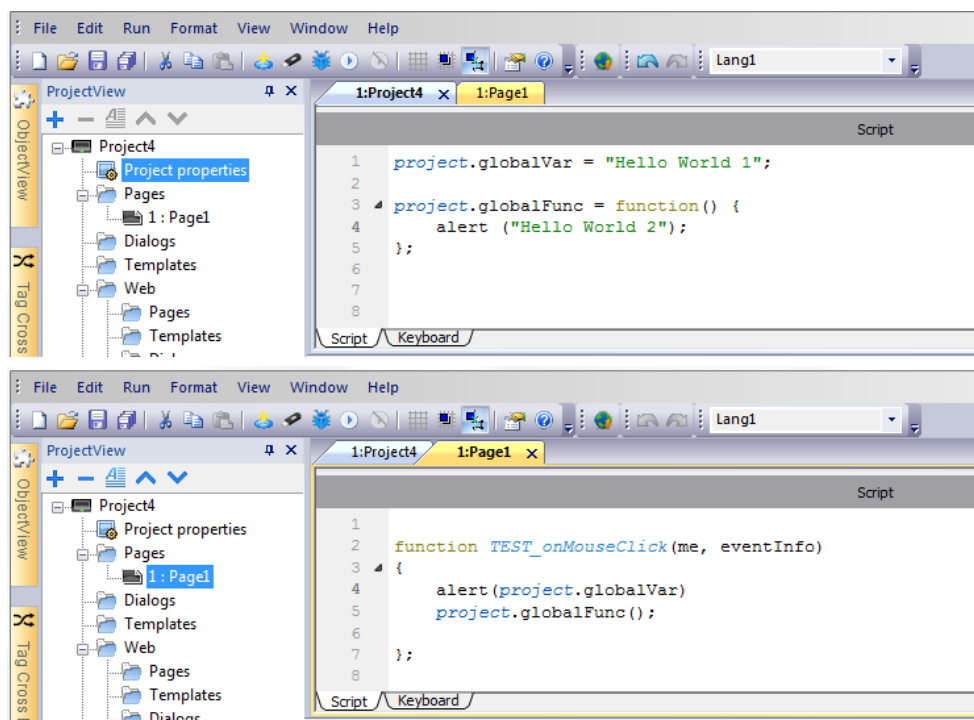 File Edit Run Format View Window Help
Lang1
ProjectView
1:Project4 1:Page1
ObjectView
Tag Cross
Project4
Project properties
Pages
1 : Page1
Dialogs
Templates
Web
Pages
Templates
Script
1 project.globalVar = "Hello World 1";
2
3 project.globalFunc = function() {
4 alert ("Hello World 2");
5 };
6
7
8
Script Keyboard
File Edit Run Format View Window Help
Lang1
ProjectView
1:Project4 1:Page1
ObjectView
Tag Cross
Project4
Project properties
Pages
1 : Page1
Dialogs
Templates
Web
Pages
Templates
Dialogs
Script
1
2 function TEST_onMouseClick(me, eventInfo)
3 {
4 alert(project.globalVar)
5 project.globalFunc();
6
7 };
8
Script Keyboard